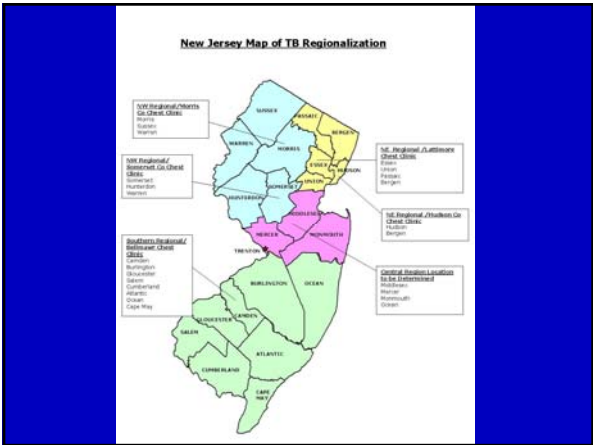 New Jersey Map of TB Regionalization
NW Regional/Morris
Co Chest Clinic
Morris
Sussex
Warren
NW Regional/
Somerset Co Chest
Clinic
Somerset
Hunterdon
Warren
Southern Regional/
Bellmawr Chest
Clinic
Camden
Burlington
Gloucester
Salem
Cumberland
Atlantic
Ocean
Cape May
SUSSEX
PASSAIC
BERGEN
WARREN
MORRIS
ESSEX
HUDSON
UNION
SOMERSET
HUNTERDON
MIDDLESEX
MERCER
MONMOUTH
TRENTON
BURLINGTON
OCEAN
GLOUCESTER
CAMDEN
SALEM
ATLANTIC
CUMBERLAND
CAPE
MAY
NE Regional /Lattimore
Chest Clinic
Essex
Union
Passaic
Bergen
NE Regional/Hudson Co
Chest Clinic
Hudson
Bergen
Central Region Location
to be Determined
Middlesex
Mercer
Monmouth
Ocean